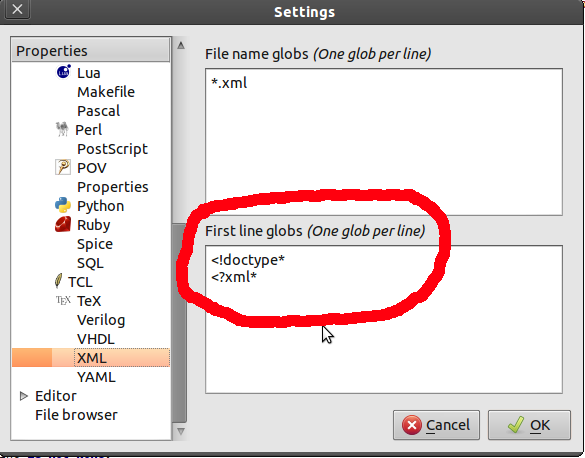 Settings
Properties
Lua
Makefile
Pascal
Perl
PostScript
POV
Properties
Python
Ruby
Spice
SQL
TCL
TEX TeX
Verilog
VHDL
XML
YAML
Editor
File browser
File name globs (One glob per line)
*.xml
First line globs (One glob per line)
<!doctype*
<?xml*
Cancel
OK